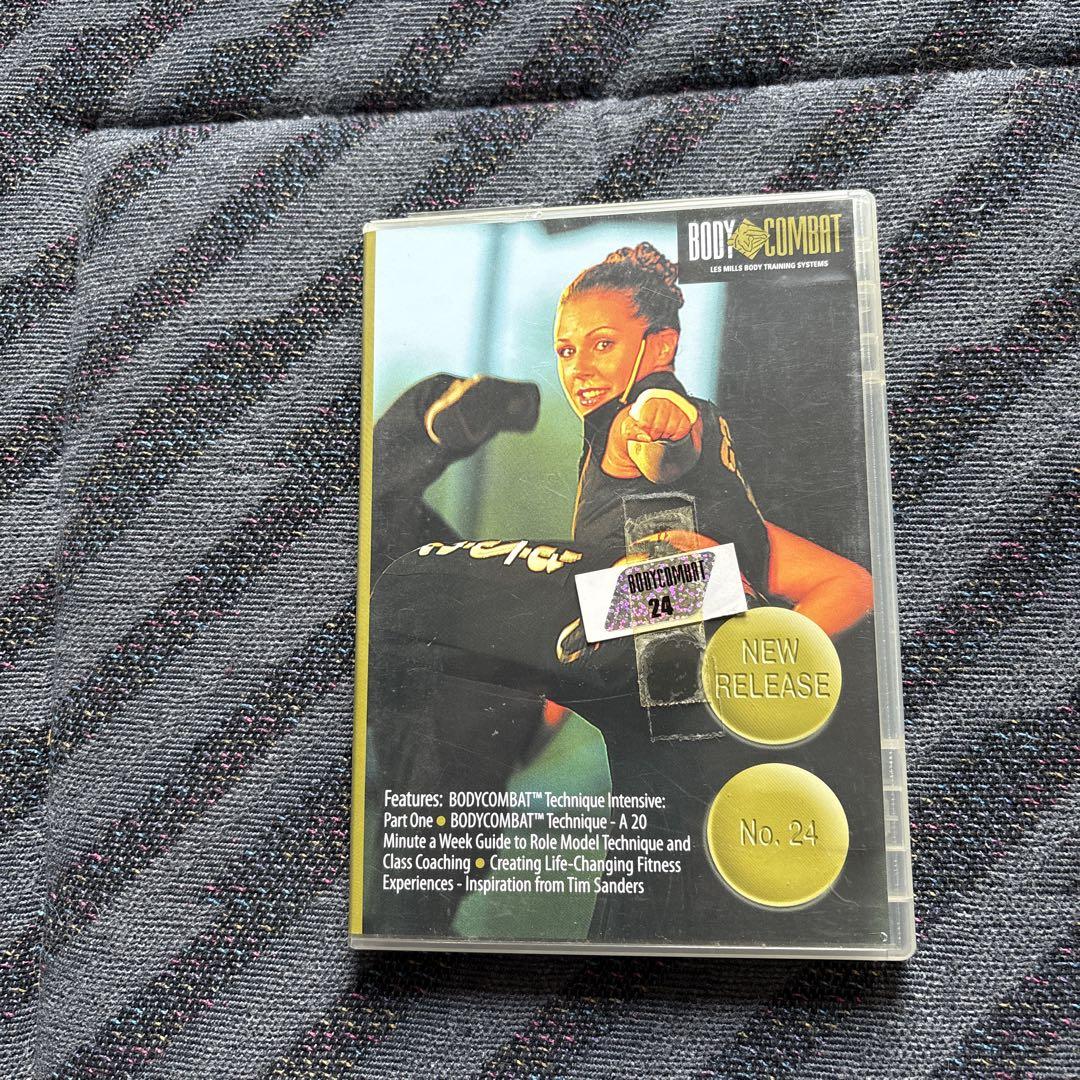 BODY COMBAT
LES MILLS BODY TRAINING SYSTEMS
BODYCOMBAT
24
NEW
RELEASE
No. 24
Features: BODYCOMBAT™ Technique Intensive:
Part One ● BODYCOMBAT™ Technique - A 20
Minute a Week Guide to Role Model Technique and
Class Coaching ● Creating Life-Changing Fitness
Experiences - Inspiration from Tim Sanders